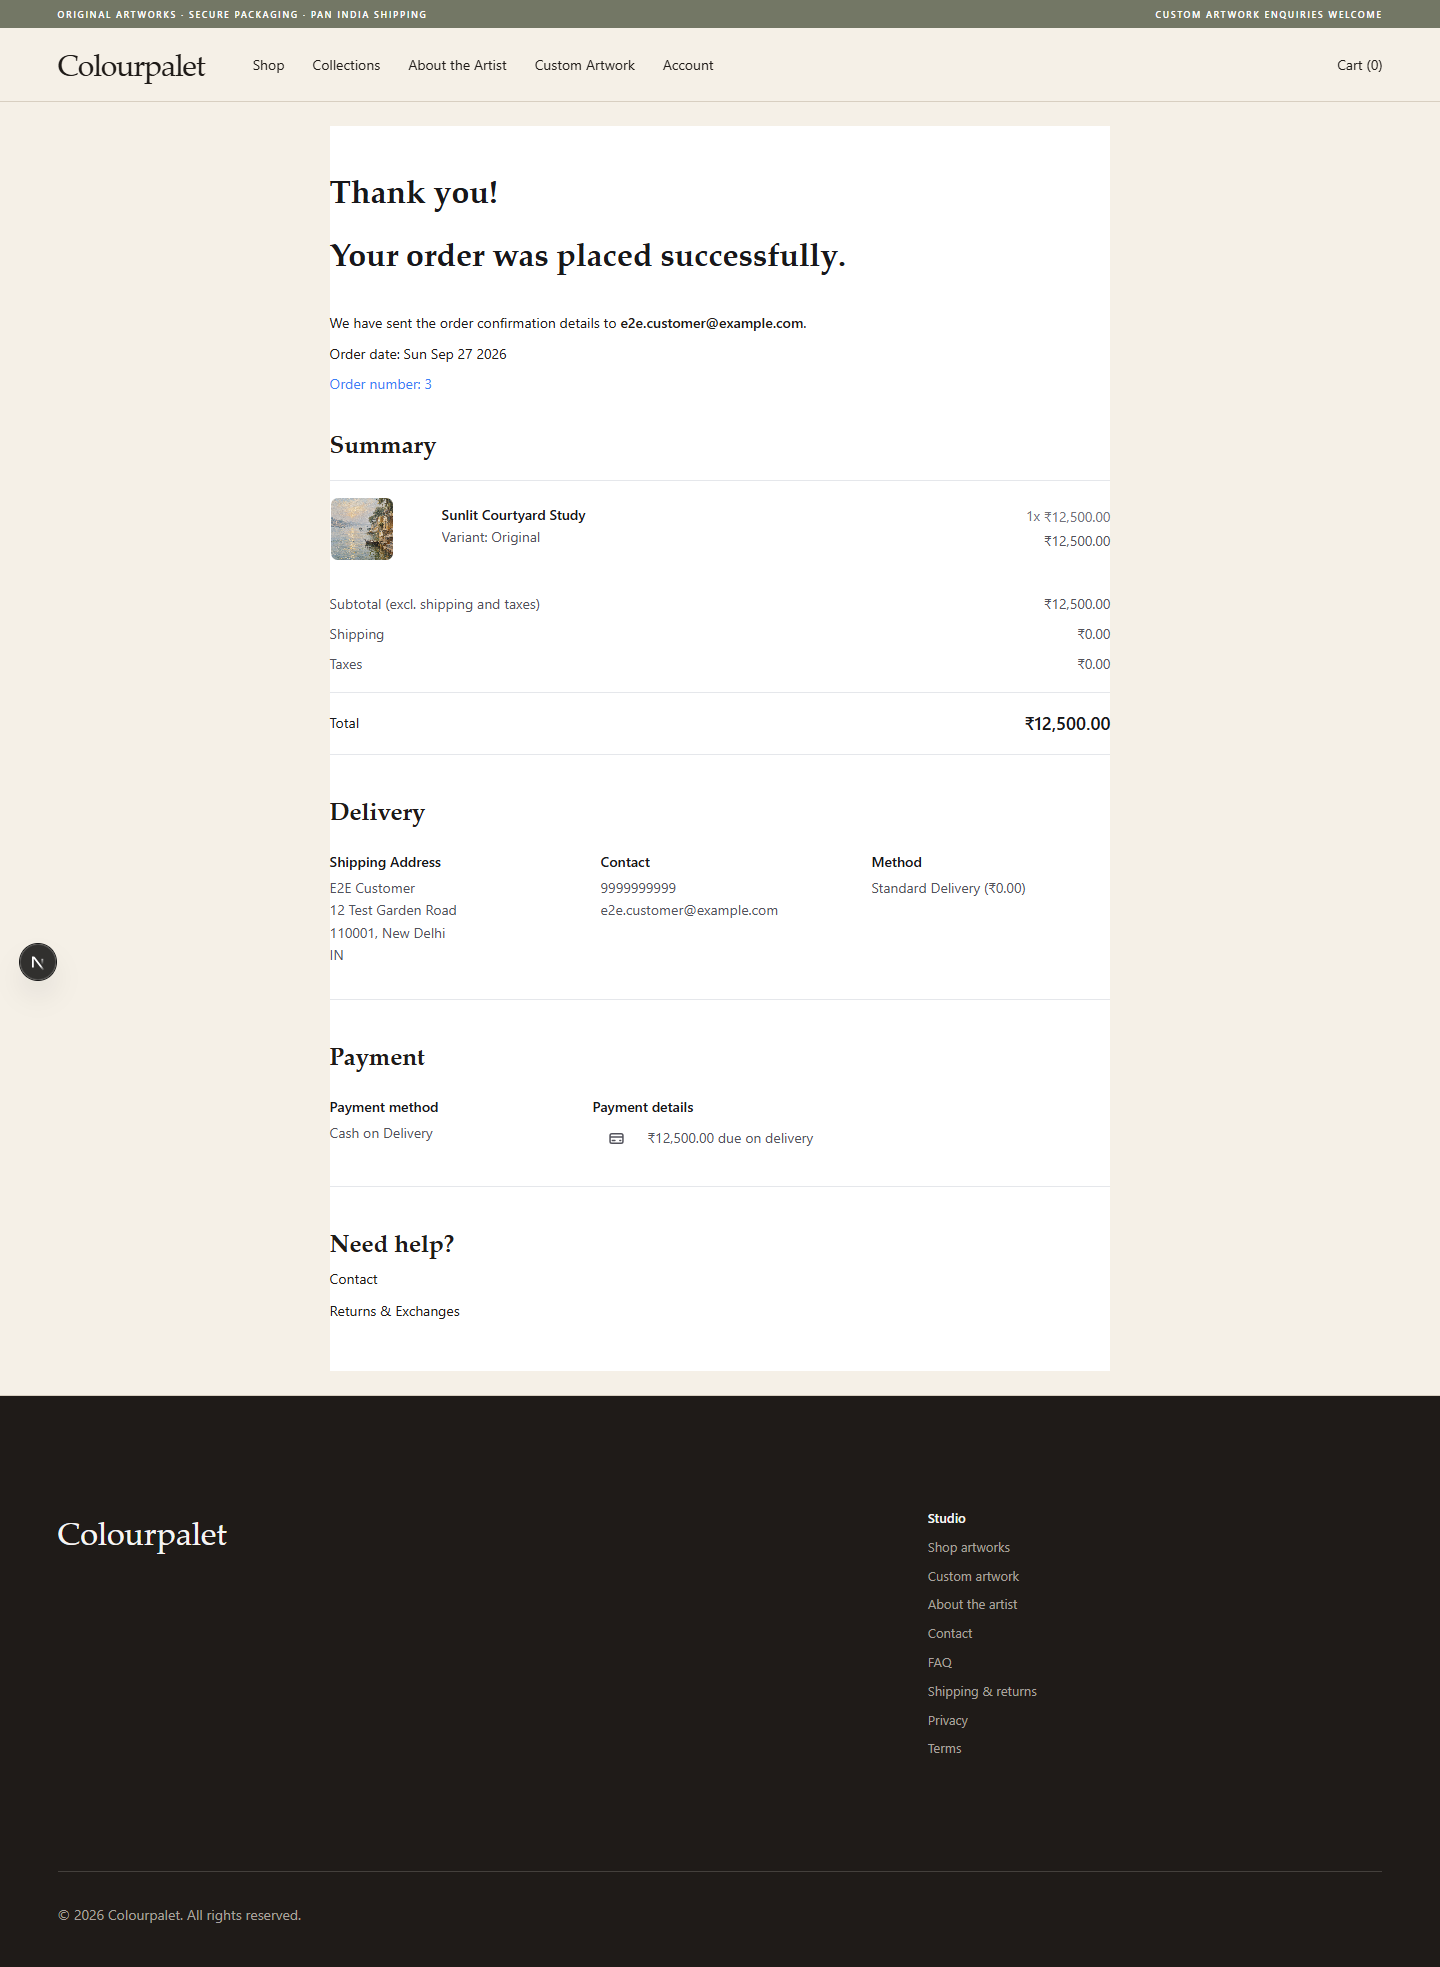 ORIGINAL ARTWORKS · SECURE PACKAGING · PAN INDIA SHIPPING
CUSTOM ARTWORK ENQUIRIES WELCOME
Colourpalet
Shop
Collections
About the Artist
Custom Artwork
Account
Cart (0)
Thank you!
Your order was placed successfully.
We have sent the order confirmation details to e2e.customer@example.com.
Order date: Sun Sep 27 2026
Order number: 3
Summary
Sunlit Courtyard Study
Variant: Original
1x ₹12,500.00
₹12,500.00
Subtotal (excl. shipping and taxes)
₹12,500.00
Shipping
₹0.00
Taxes
₹0.00
Total
₹12,500.00
Delivery
Shipping Address
E2E Customer
12 Test Garden Road
110001, New Delhi
IN
Contact
9999999999
e2e.customer@example.com
Method
Standard Delivery (₹0.00)
N
Payment
Payment method
Cash on Delivery
Payment details
₹12,500.00 due on delivery
Need help?
Contact
Returns & Exchanges
Colourpalet
Studio
Shop artworks
Custom artwork
About the artist
Contact
FAQ
Shipping & returns
Privacy
Terms
© 2026 Colourpalet. All rights reserved.